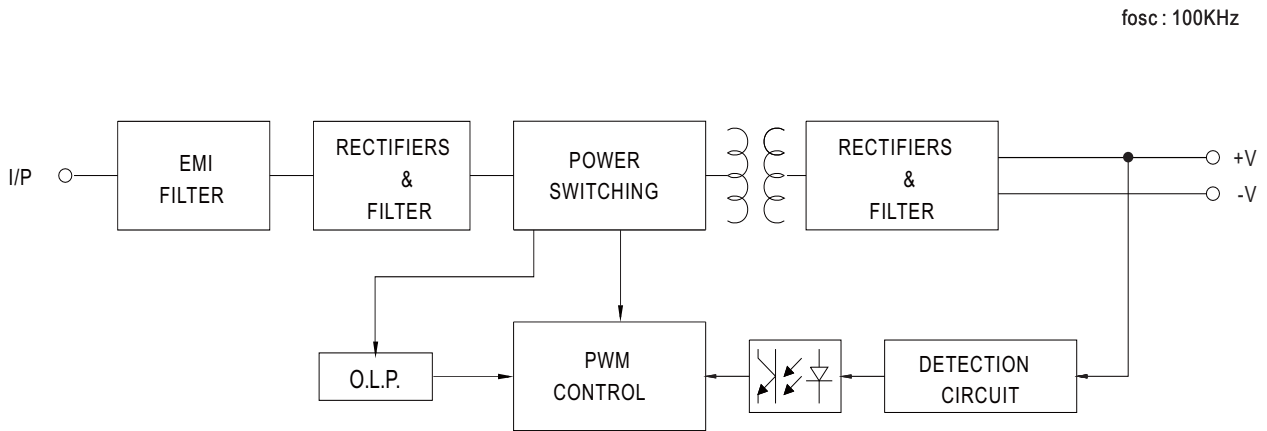 fosc : 100KHz
I/P
EMI
FILTER
RECTIFIERS
&
FILTER
POWER
SWITCHING
RECTIFIERS
&
FILTER
+V
-V
O.L.P.
PWM
CONTROL
DETECTION
CIRCUIT